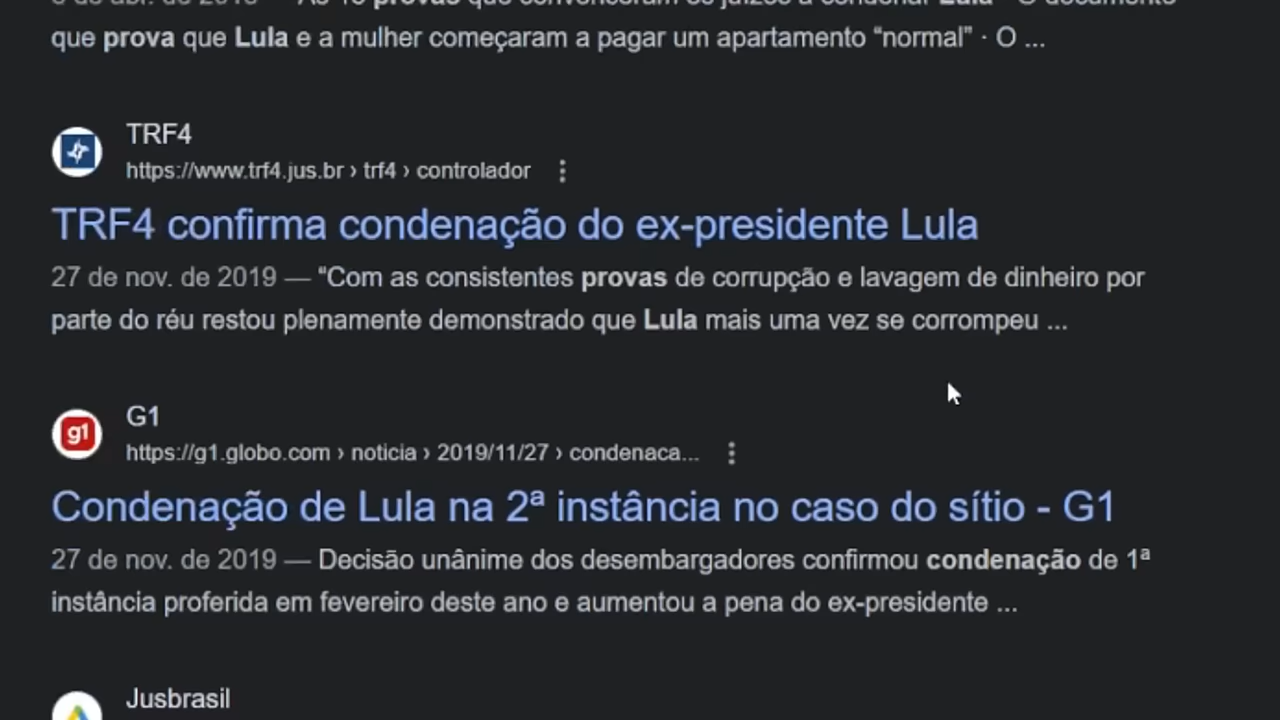 que prova que Lula e a mulher começaram a pagar um apartamento “normal” · O ...
TRF4
https://www.trf4.jus.br › trf4 › controlador
TRF4 confirma condenação do ex-presidente Lula
27 de nov. de 2019 — “Com as consistentes provas de corrupção e lavagem de dinheiro por
parte do réu restou plenamente demonstrado que Lula mais uma vez se corrompeu ...
g1
G1
https://g1.globo.com › noticia › 2019/11/27 › condenaca...
Condenação de Lula na 2ª instância no caso do sítio - G1
27 de nov. de 2019 — Decisão unânime dos desembargadores confirmou condenação de 1ª
instância proferida em fevereiro deste ano e aumentou a pena do ex-presidente ...
Jusbrasil